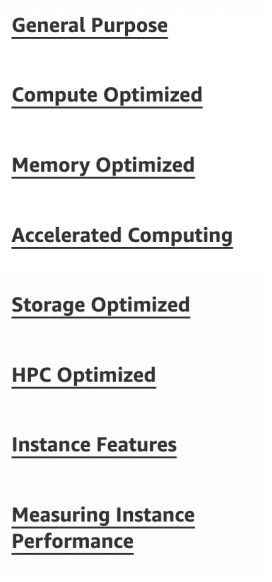 General Purpose
Compute Optimized
Memory Optimized
Accelerated Computing
Storage Optimized
HPC Optimized
Instance Features
Measuring Instance
Performance